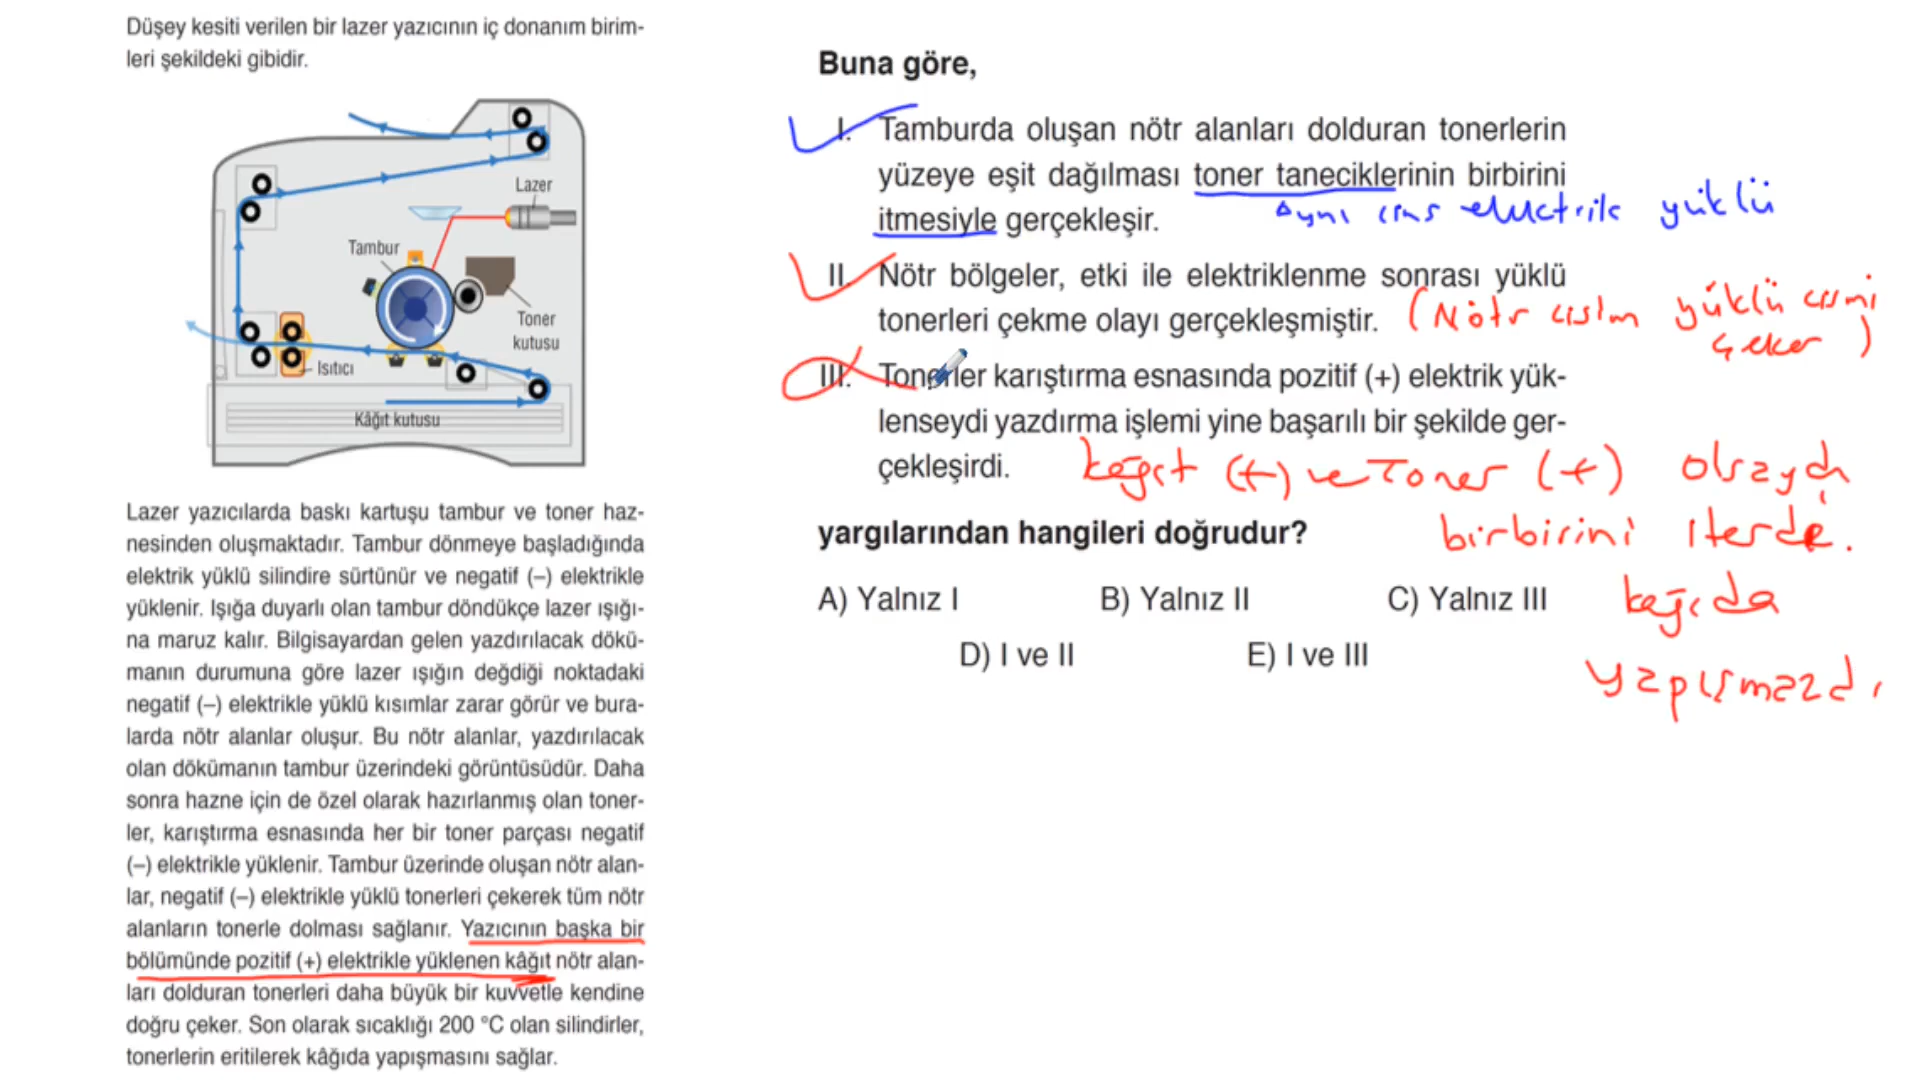 Düşey kesiti verilen bir lazer yazıcının iç donanım birim-
leri şekildeki gibidir.
Lazer
Tambur
Toner
kutusu
Isıtıcı
Kâğıt kutusu
Lazer yazıcılarda baskı kartuşu tambur ve toner haz-
nesinden oluşmaktadır. Tambur dönmeye başladığında
elektrik yüklü silindire sürtünür ve negatif (–) elektrikle
yüklenir. Işığa duyarlı olan tambur döndükçe lazer ışığı-
na maruz kalır. Bilgisayardan gelen yazdırılacak dökü-
manın durumuna göre lazer ışığın değdiği noktadaki
negatif (–) elektrikle yüklü kısımlar zarar görür ve bura-
larda nötr alanlar oluşur. Bu nötr alanlar, yazdırılacak
olan dökümanın tambur üzerindeki görüntüsüdür. Daha
sonra hazne için de özel olarak hazırlanmış olan toner-
ler, karıştırma esnasında her bir toner parçası negatif
(–) elektrikle yüklenir. Tambur üzerinde oluşan nötr alan-
lar, negatif (–) elektrikle yüklü tonerleri çekerek tüm nötr
alanların tonerle dolması sağlanır. Yazıcının başka bir
bölümünde pozitif (+) elektrikle yüklenen kâğıt nötr alan-
ları dolduran tonerleri daha büyük bir kuvvetle kendine
doğru çeker. Son olarak sıcaklığı 200 °C olan silindirler,
tonerlerin eritilerek kâğıda yapışmasını sağlar.
Buna göre,
I. Tamburda oluşan nötr alanları dolduran tonerlerin
yüzeye eşit dağılması toner taneciklerinin birbirini
itmesiyle gerçekleşir.
Aynı cins elektrik yüklü
II. Nötr bölgeler, etki ile elektriklenme sonrası yüklü
tonerleri çekme olayı gerçekleşmiştir.
(Nötr cisim yüklü cismi
çeker)
III. Tonerler karıştırma esnasında pozitif (+) elektrik yük-
lenseydi yazdırma işlemi yine başarılı bir şekilde ger-
çekleşirdi.
kağıt (+) ve Toner (+) olsaydı
birbirini iterdi.
kağıda
yapışmazdı
yargılarından hangileri doğrudur?
A) Yalnız I B) Yalnız II C) Yalnız III
D) I ve II E) I ve III